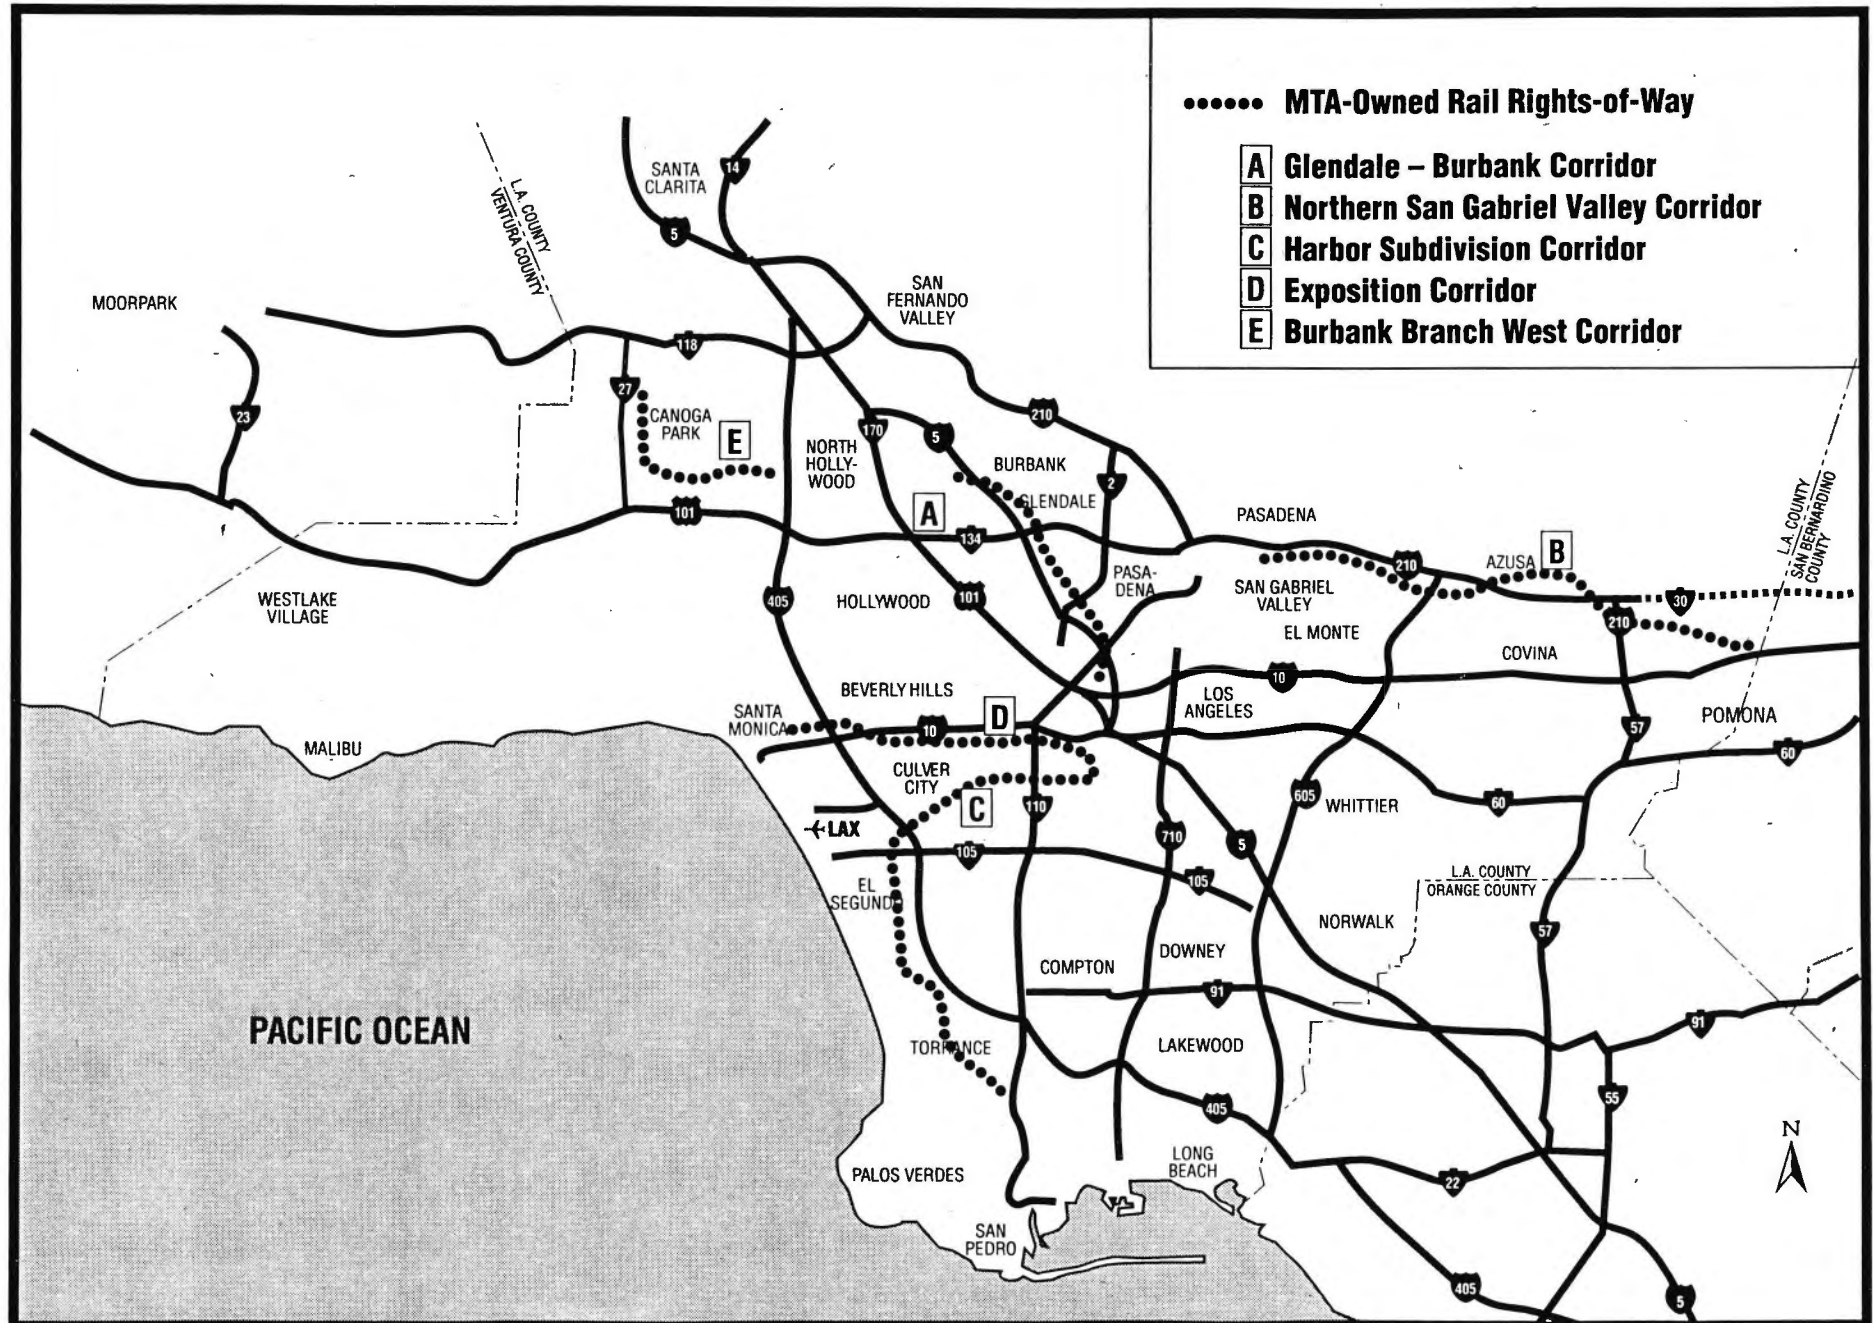 MTA-Owned Rail Rights-of-Way
A Glendale – Burbank Corridor
B Northern San Gabriel Valley Corridor
C Harbor Subdivision Corridor
D Exposition Corridor
E Burbank Branch West Corridor
SANTA
CLARITA
14
5
L.A. COUNTY
VENTURA COUNTY
MOORPARK
SAN
FERNANDO
VALLEY
118
27
23
CANOGA
PARK
E
170
5
210
NORTH
HOLLY-
WOOD
BURBANK
GLENDALE
2
101
A
134
PASADENA
L.A. COUNTY
SAN BERNARDINO
COUNTY
210
AZUSA
B
WESTLAKE
VILLAGE
405
HOLLYWOOD
101
PASA-
DENA
SAN GABRIEL
VALLEY
30
210
EL MONTE
COVINA
10
BEVERLY HILLS
LOS
ANGELES
SANTA
MONICA
10
D
57
POMONA
60
MALIBU
CULVER
CITY
C
110
605
WHITTIER
60
LAX
105
710
5
105
EL
SEGUNDO
L.A. COUNTY
ORANGE COUNTY
NORWALK
57
DOWNEY
COMPTON
91
91
PACIFIC OCEAN
TORRANCE
LAKEWOOD
405
55
N
LONG
BEACH
PALOS VERDES
22
SAN
PEDRO
405
5